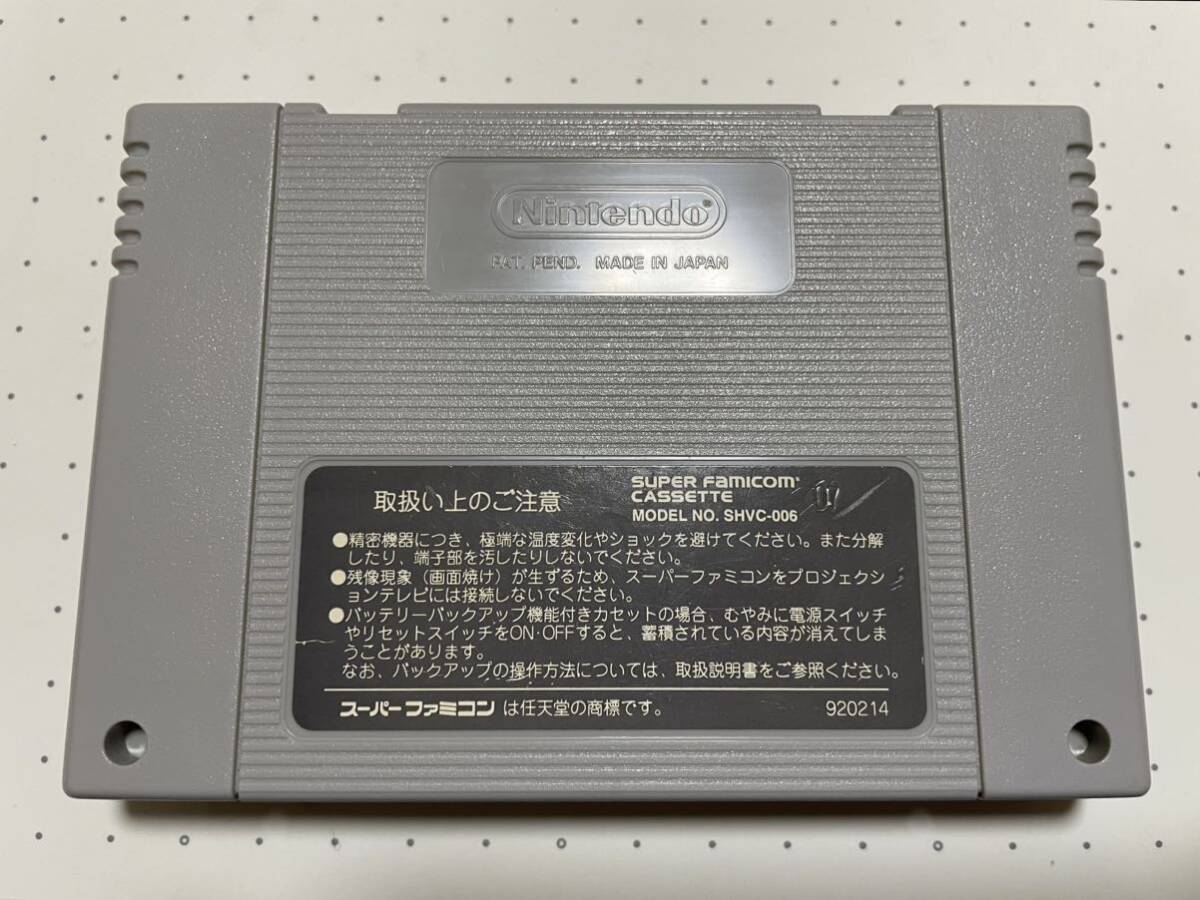 Nintendo®
PAT. PEND. MADE IN JAPAN
取扱い上のご注意
SUPER FAMICOM®
CASSETTE
MODEL NO. SHVC-006
●精密機器につき、極端な温度変化やショックを避けてください。また分解
したり、端子部を汚したりしないでください。
●残像現象（画面焼け）が生ずるため、スーパーファミコンをプロジェクシ
ョンテレビには接続しないでください。
●バッテリーバックアップ機能付きカセットの場合、むやみに電源スイッチ
やリセットスイッチをON·OFFすると、蓄積されている内容が消えてしま
うことがあります。
なお、バックアップの操作方法については、取扱説明書をご参照ください。
スーパーファミコン は任天堂の商標です。
920214